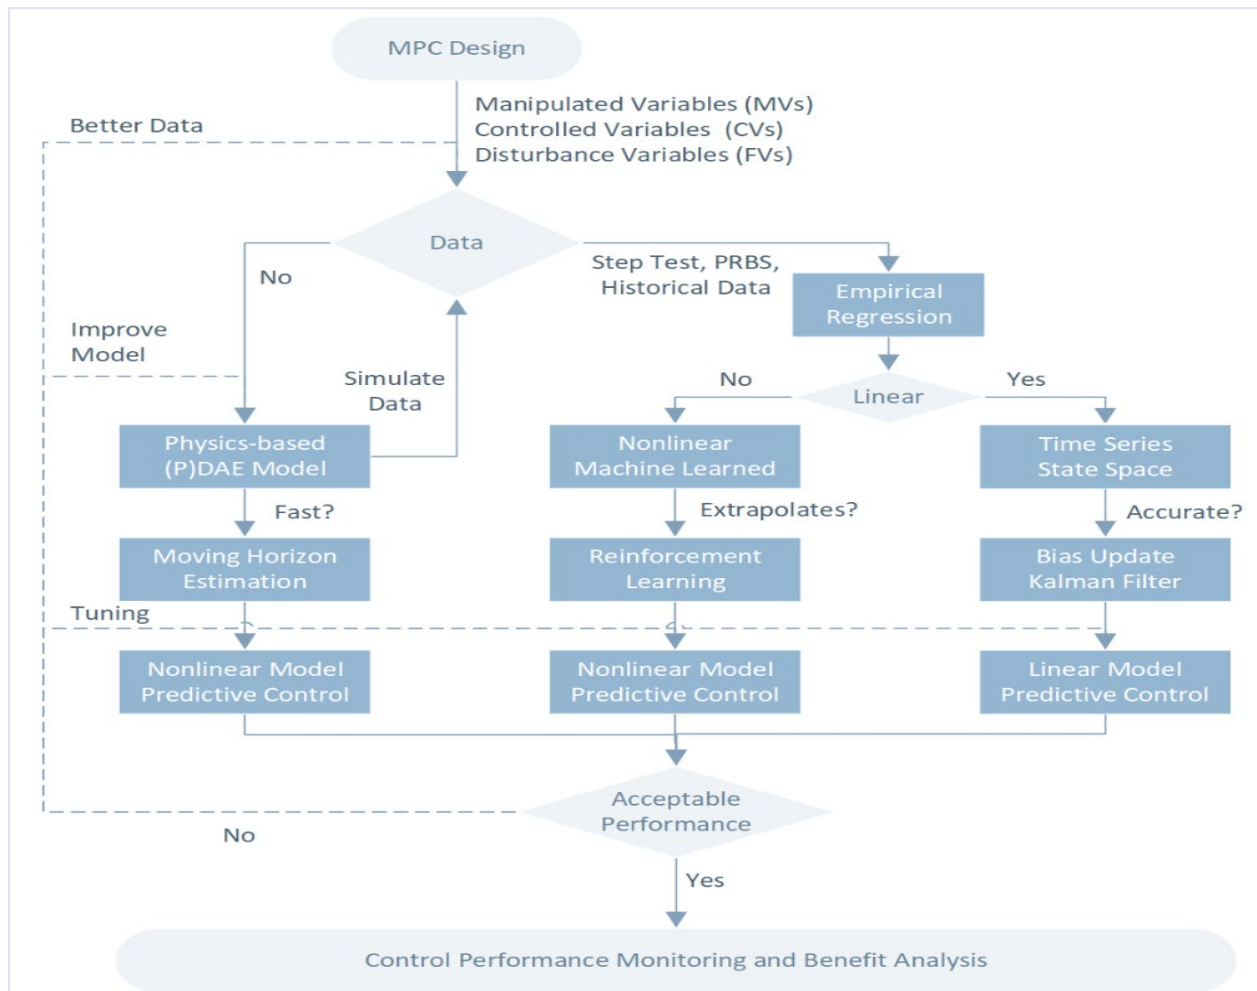 MPC Design
Manipulated Variables (MVs)
Controlled Variables (CVs)
Disturbance Variables (FVs)
Better Data
Data
No
Step Test, PRBS,
Historical Data
Empirical
Regression
Improve
Model
Simulate
Data
No
Linear
Yes
Physics-based
(P)DAE Model
Nonlinear
Machine Learned
Time Series
State Space
Fast?
Extrapolates?
Accurate?
Moving Horizon
Estimation
Reinforcement
Learning
Bias Update
Kalman Filter
Tuning
Nonlinear Model
Predictive Control
Nonlinear Model
Predictive Control
Linear Model
Predictive Control
Acceptable
Performance
No
Yes
Control Performance Monitoring and Benefit Analysis